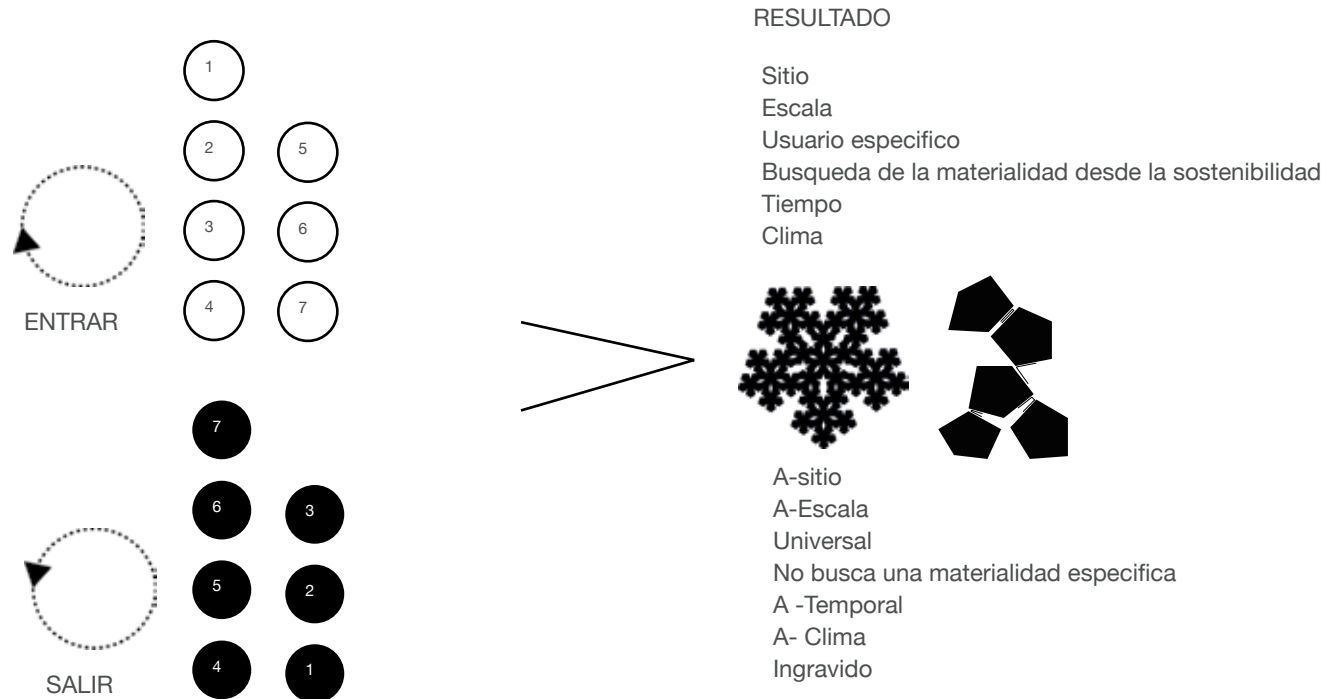 RESULTADO
Sitio
Escala
Usuario especifico
Busqueda de la materialidad desde la sostenibilidad
Tiempo
Clima
1
2 5
3 6
4 7
ENTRAR
7
6 3
5 2
4 1
SALIR
A-sitio
A-Escala
Universal
No busca una materialidad especifica
A -Temporal
A- Clima
Ingravido